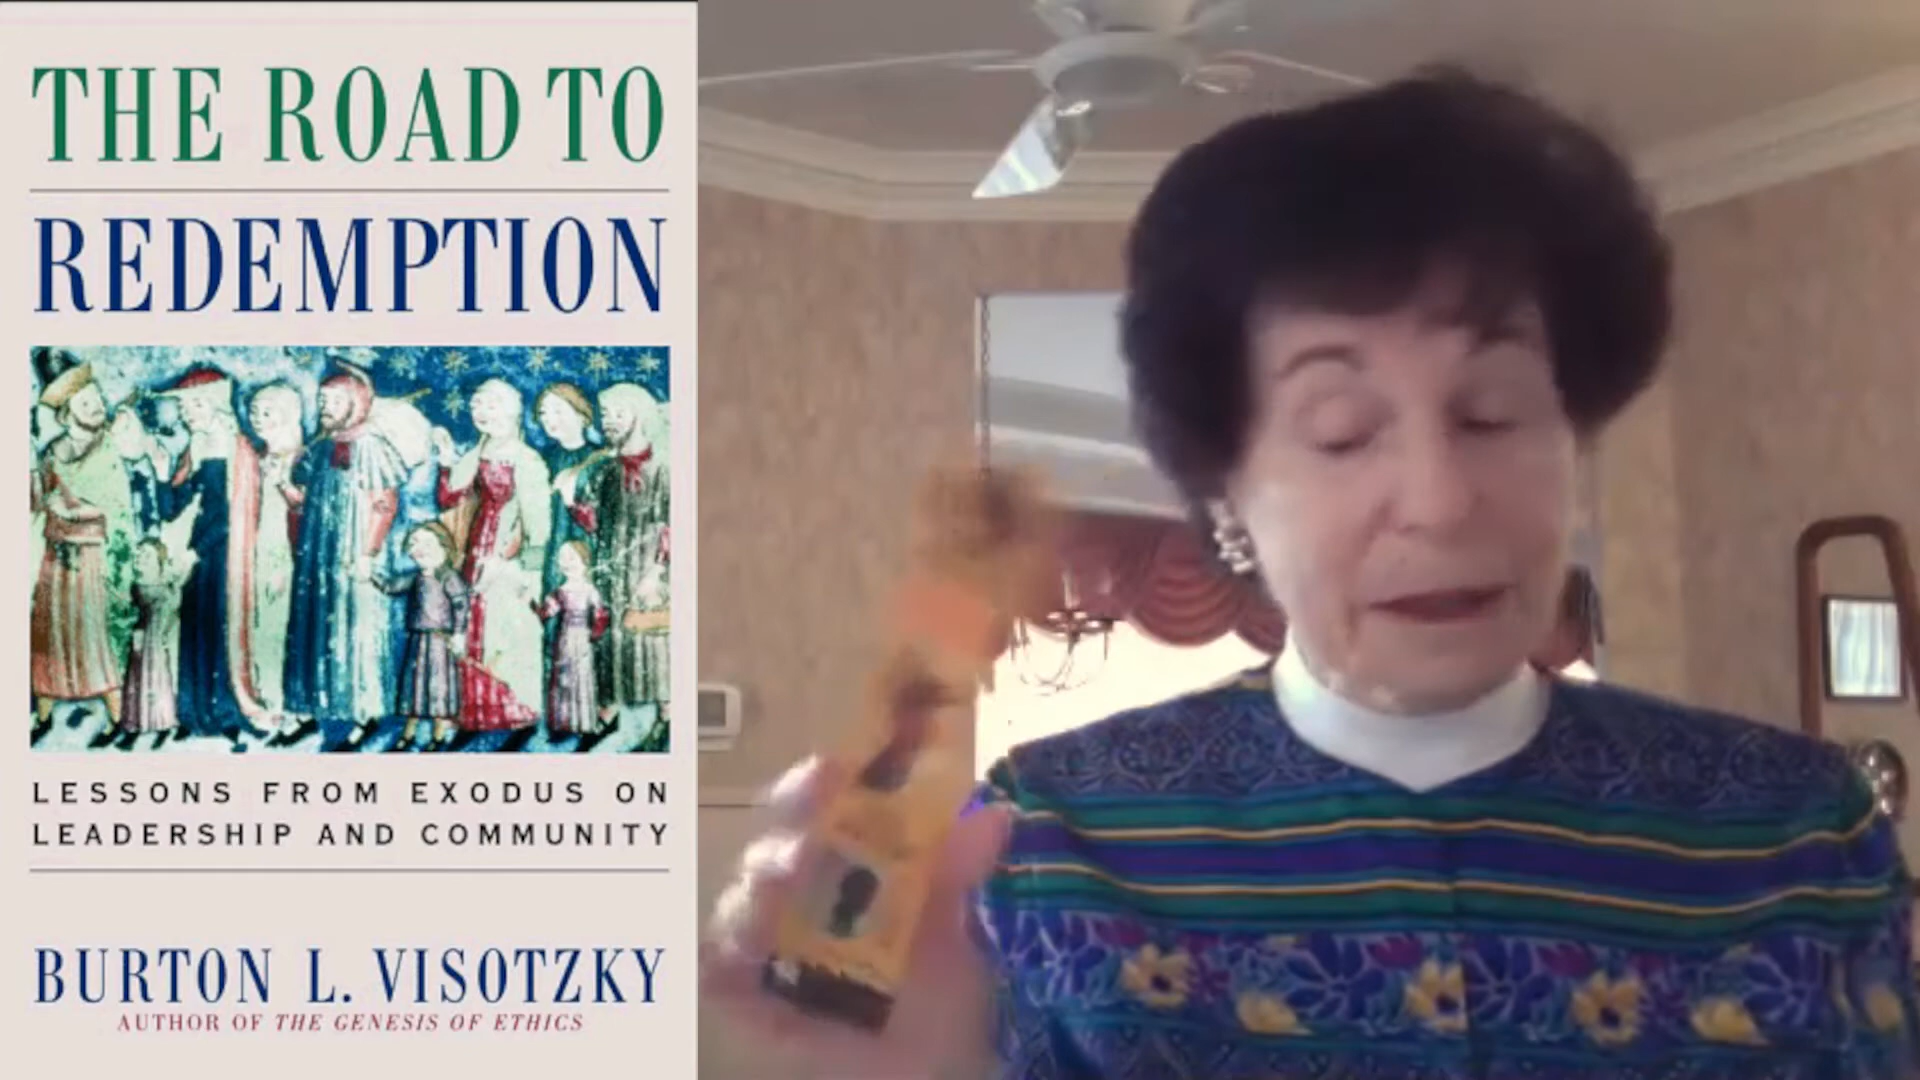 THE ROAD TO
REDEMPTION
LESSONS FROM EXODUS ON
LEADERSHIP AND COMMUNITY
BURTON L. VISOTZKY
AUTHOR OF THE GENESIS OF ETHICS